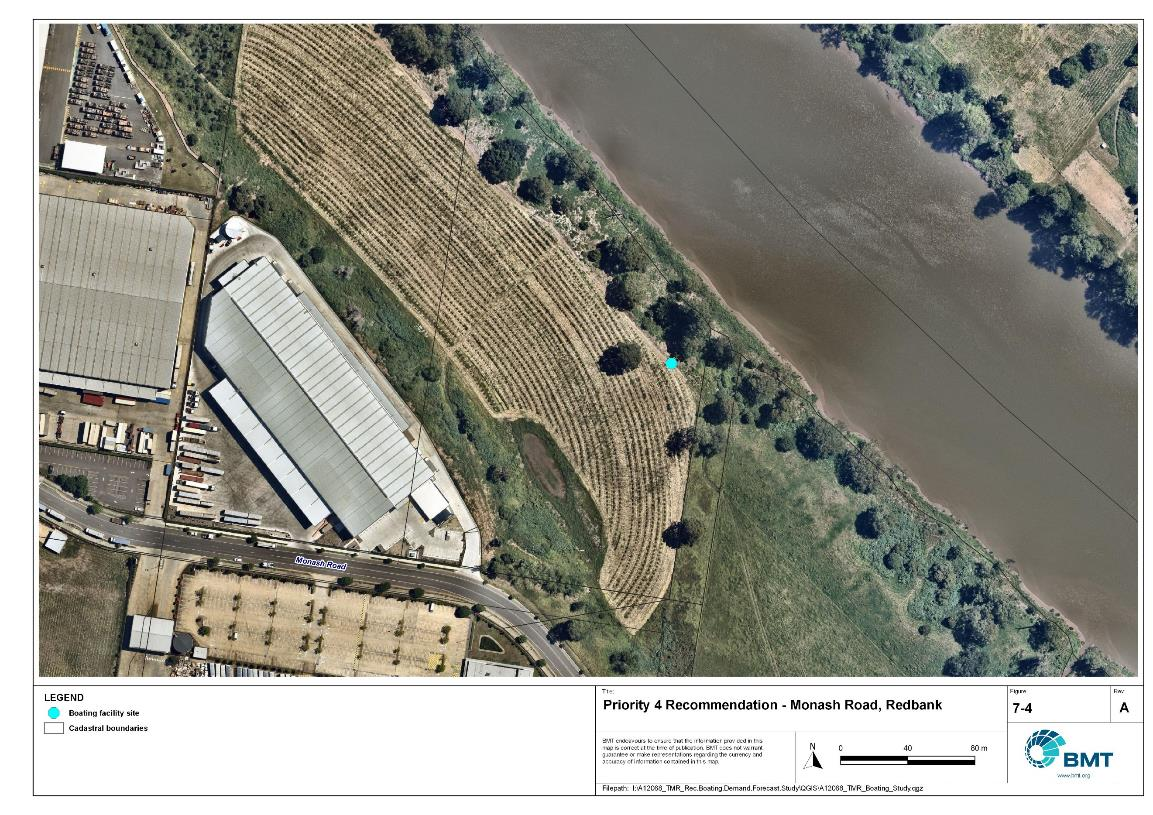 Monash Road
LEGEND
Boating facility site
Cadastral boundaries
Title:
Priority 4 Recommendation - Monash Road, Redbank
Figure
7-4
Rev
A
BMT endeavours to ensure that the information provided in this
map is correct at the time of publication. BMT does not warrant
guarantee or make representations regarding the currency and
accuracy of information contained in this map.
N
0 40 80 m
BMT
www.bmt.org
Filepath: I:\A12068_TMR_Rec.Boating.Demand.Forecast.Study\QGIS\A12068_TMR_Boating_Study.qgz